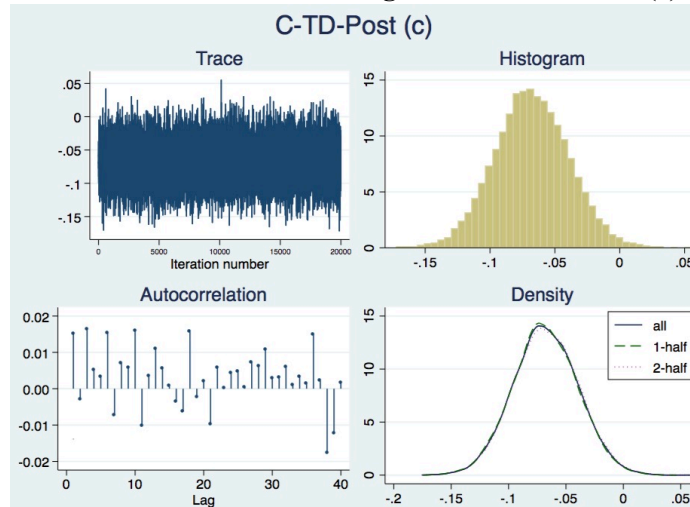 C-TD-Post (c)
Trace
.05
0
-.05
-.1
-.15
0 5000 10000 15000 20000
Iteration number
Histogram
15
10
5
0
-.15 -.1 -.05 0 .05
Autocorrelation
0.02
0.01
0.00
-0.01
-0.02
0 10 20 30 40
Lag
Density
15
10
5
0
-.2 -.15 -.1 -.05 0 .05
all
1-half
2-half